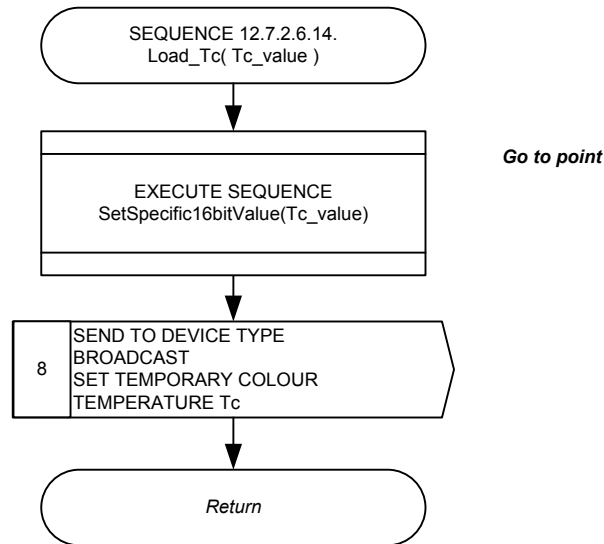 SEQUENCE 12.7.2.6.14.
Load_Tc( Tc_value )
Go to point
EXECUTE SEQUENCE
SetSpecific16bitValue(Tc_value)
8
SEND TO DEVICE TYPE
BROADCAST
SET TEMPORARY COLOUR
TEMPERATURE Tc
Return